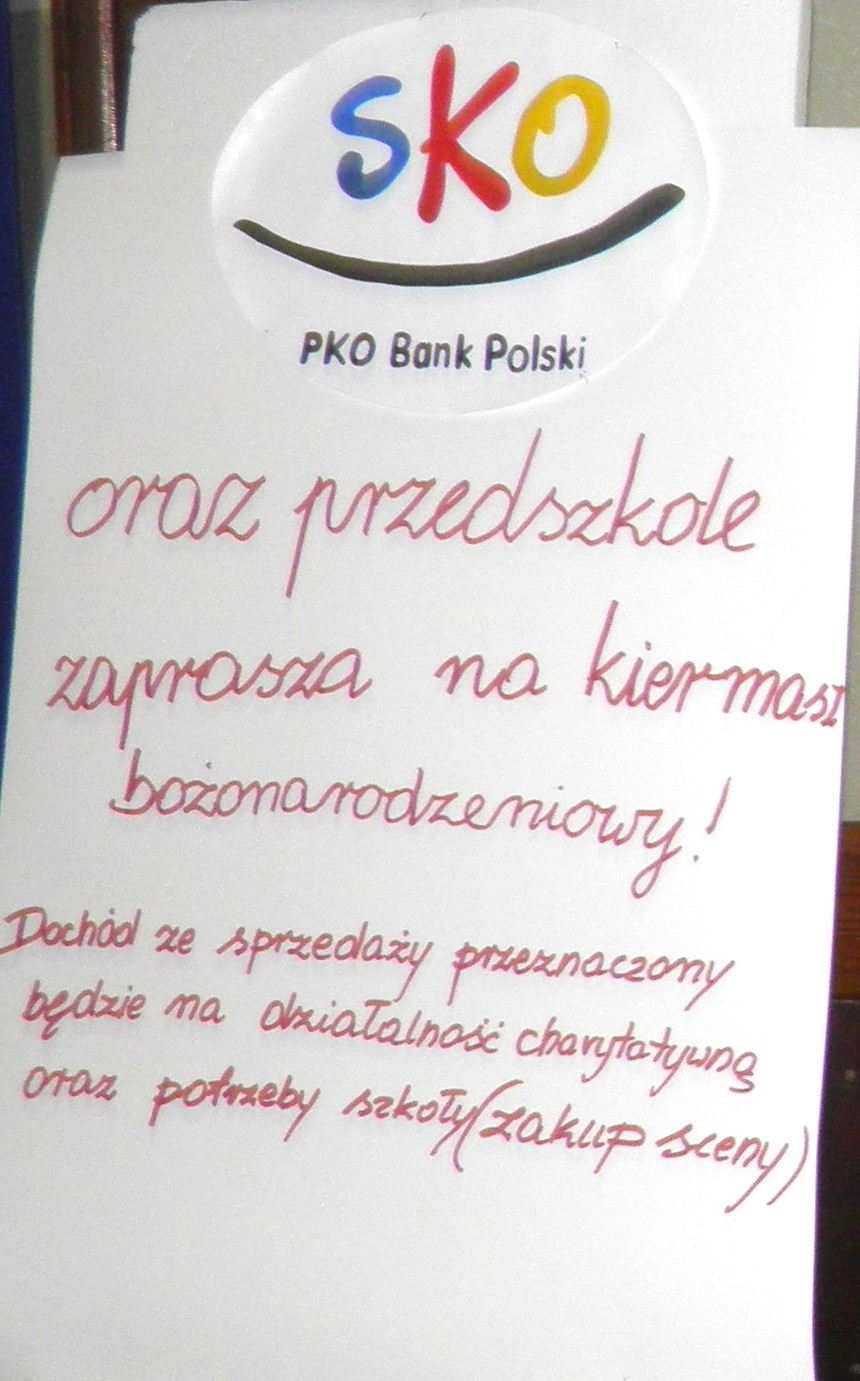 SKO
PKO Bank Polski
oraz przedszkole
zaprasza na kiermasz
bożonarodzeniowy!
Dochód ze sprzedaży przeznaczony
będzie na działalność charytatywną
oraz potrzeby szkoły (zakup sceny)